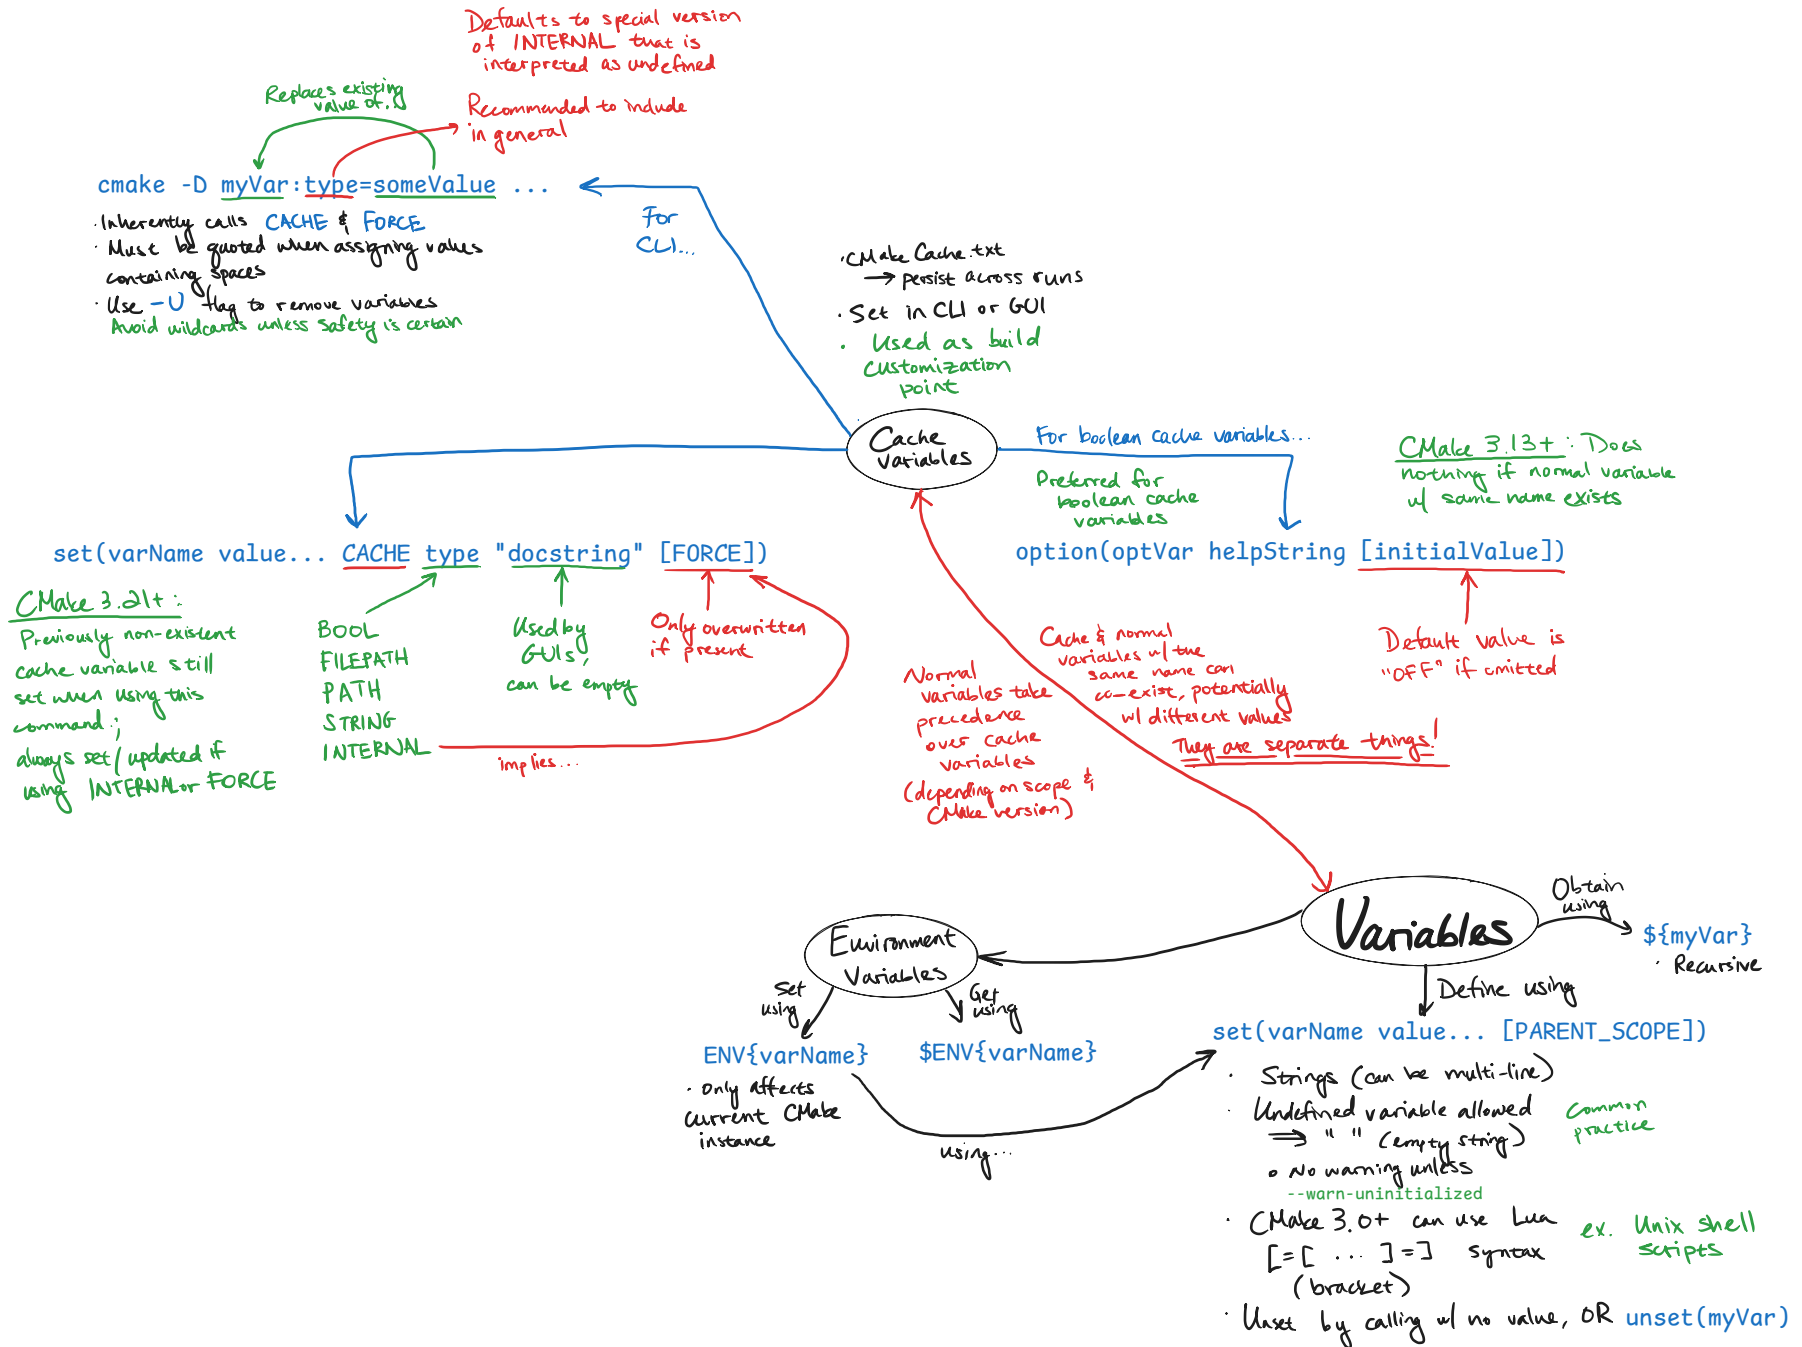 Defaults to special version
of INTERNAL that is
interpreted as undefined
Replaces existing
value of...
Recommended to include
in general
cmake -D myVar:type=someValue ...
· Inherently calls CACHE & FORCE
· Must be quoted when assigning values
containing spaces
· Use -U flag to remove variables
Avoid wildcards unless safety is certain
For
CLI...
· CMake Cache.txt
→ persist across runs
· Set in CLI or GUI
· Used as build
customization
point
Cache
variables
For boolean cache variables...
Preferred for
boolean cache
variables
CMake 3.13+ : Does
nothing if normal variable
w/ same name exists
set(varName value... CACHE type "docstring" [FORCE])
option(optVar helpString [initialValue])
CMake 3.21+ :
Previously non-existent
cache variable still
set when using this
command;
always set/updated if
using INTERNAL or FORCE
BOOL
FILEPATH
PATH
STRING
INTERNAL
implies...
Used by
GUIs,
can be empty
Only overwritten
if present
Default value is
"OFF" if omitted
Cache & normal
variables w/ the
same name can
co-exist, potentially
w/ different values
They are separate things!
Normal
variables take
precedence
over cache
variables
(depending on scope &
CMake version)
Variables
Obtain
using
${myVar}
· Recursive
Environment
Variables
Set
using
Get
using
ENV{varName}
$ENV{varName}
· Only affects
current CMake
instance
using...
Define using
set(varName value... [PARENT_SCOPE])
· Strings (can be multi-line)
· Undefined variable allowed
⇒ " " (empty string)
Common
practice
o No warning unless
--warn-uninitialized
· CMake 3.0+ can use Lua
[=[ ... ]=] syntax
(bracket)
ex. Unix shell
scripts
· Unset by calling w/ no value, OR unset(myVar)